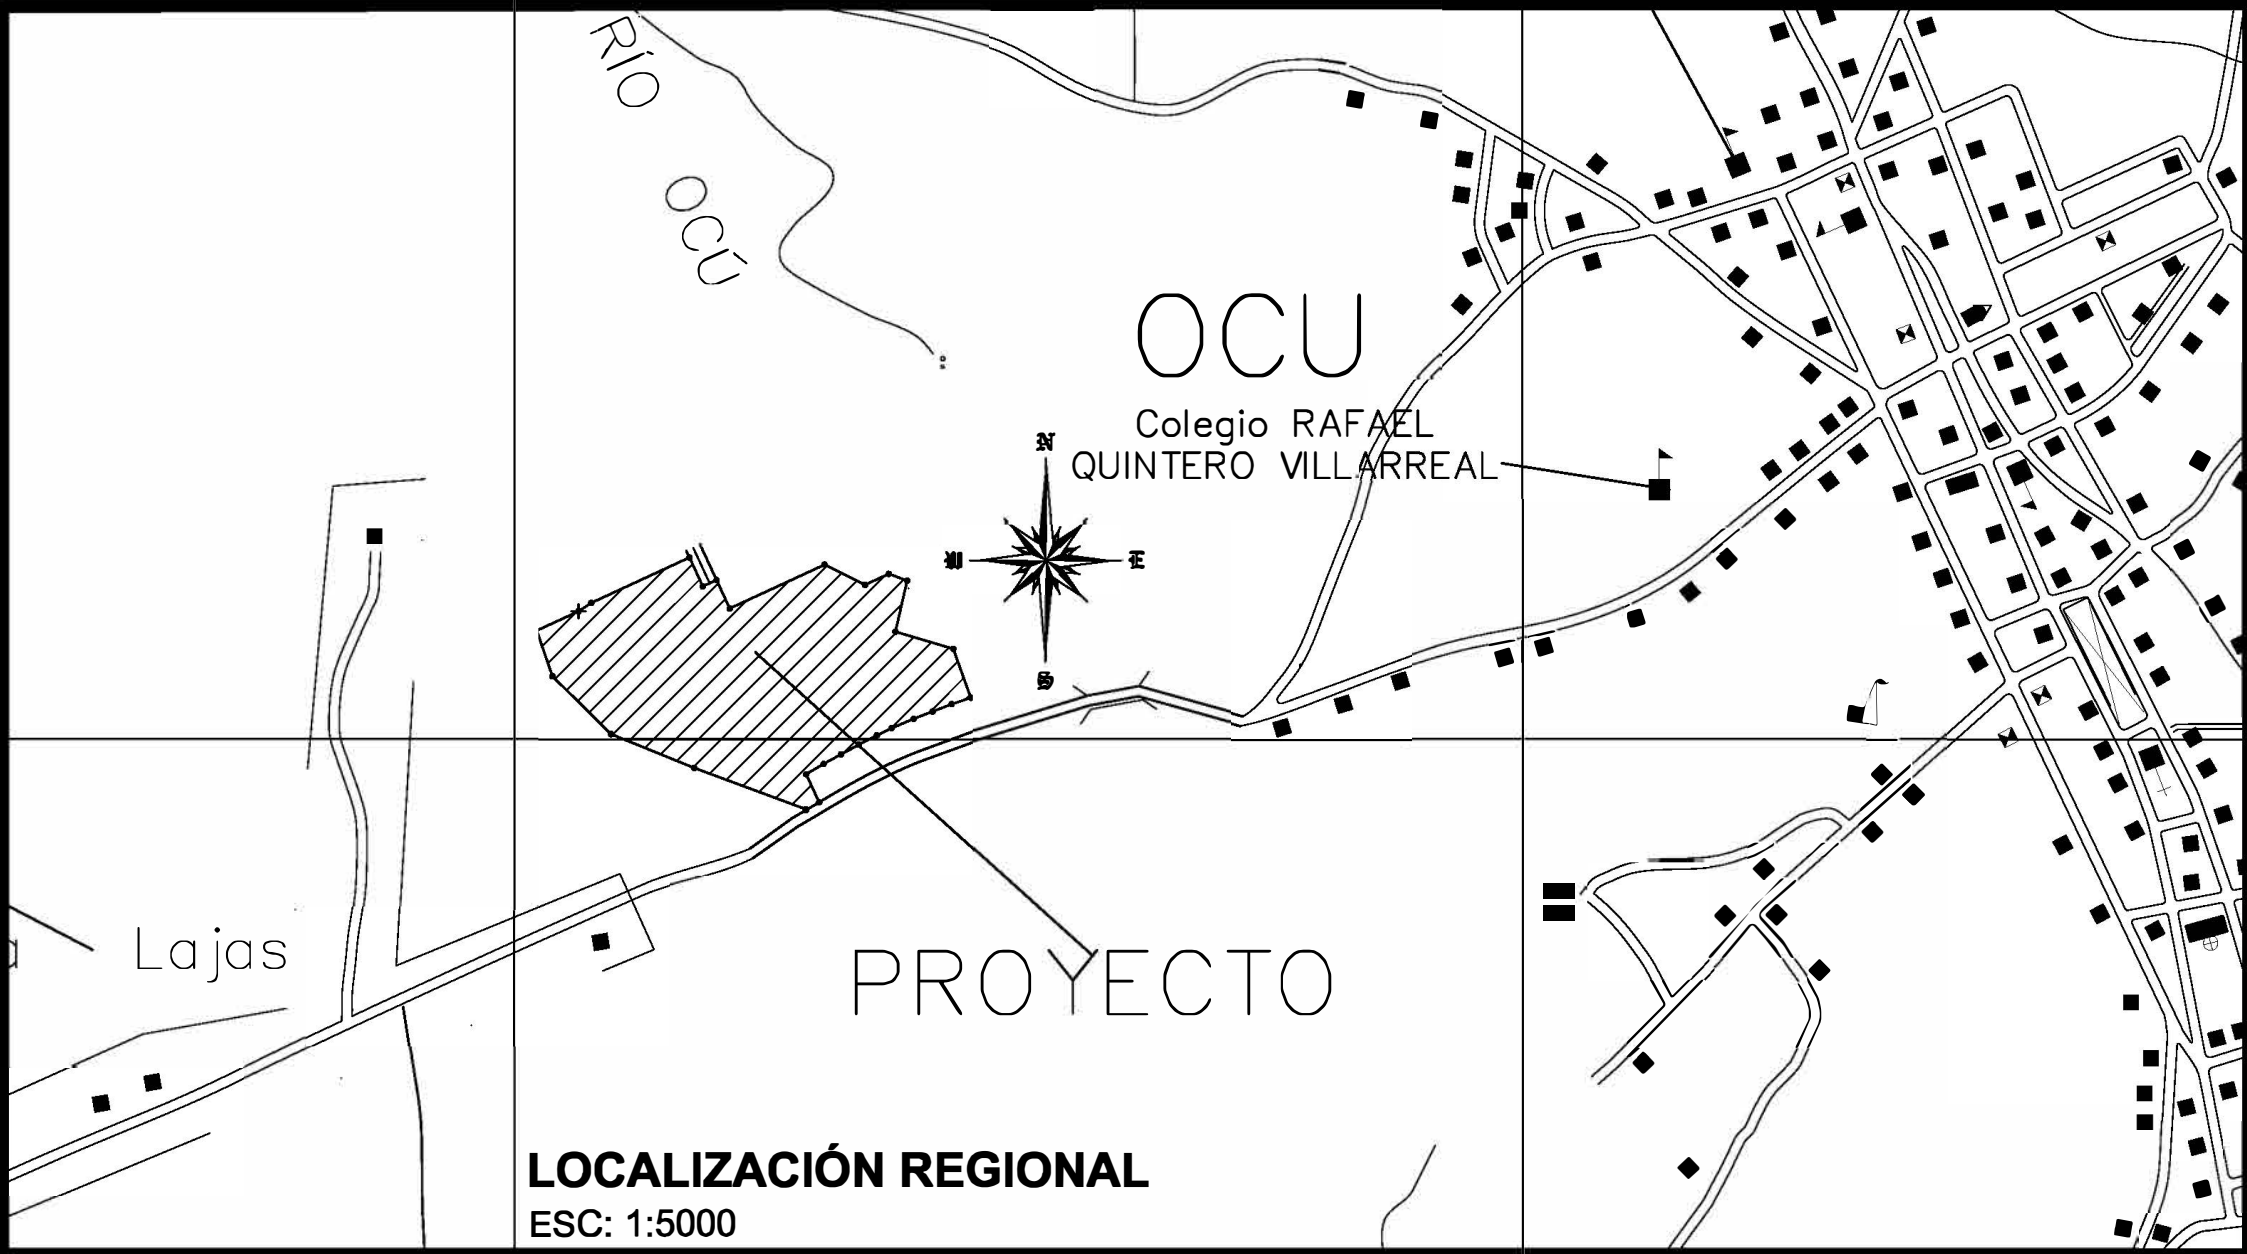 RÍO OCÚ
OCU
Colegio RAFAEL
QUINTERO VILLARREAL
N
E
S
Lajas
PROYECTO
LOCALIZACIÓN REGIONAL
ESC: 1:5000